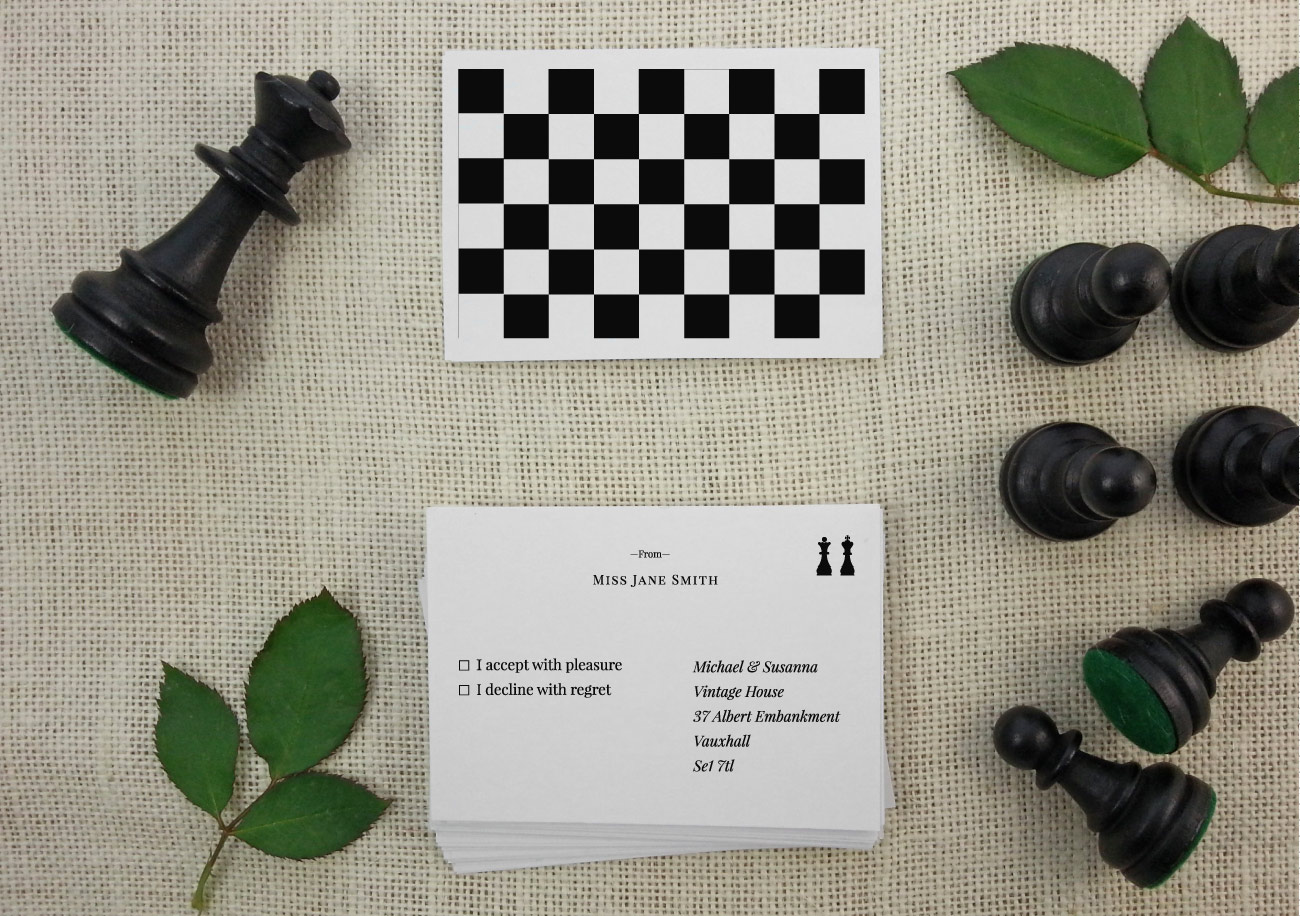 —From—
Miss Jane Smith
I accept with pleasure
I decline with regret
Michael & Susanna
Vintage House
37 Albert Embankment
Vauxhall
Se1 7tl